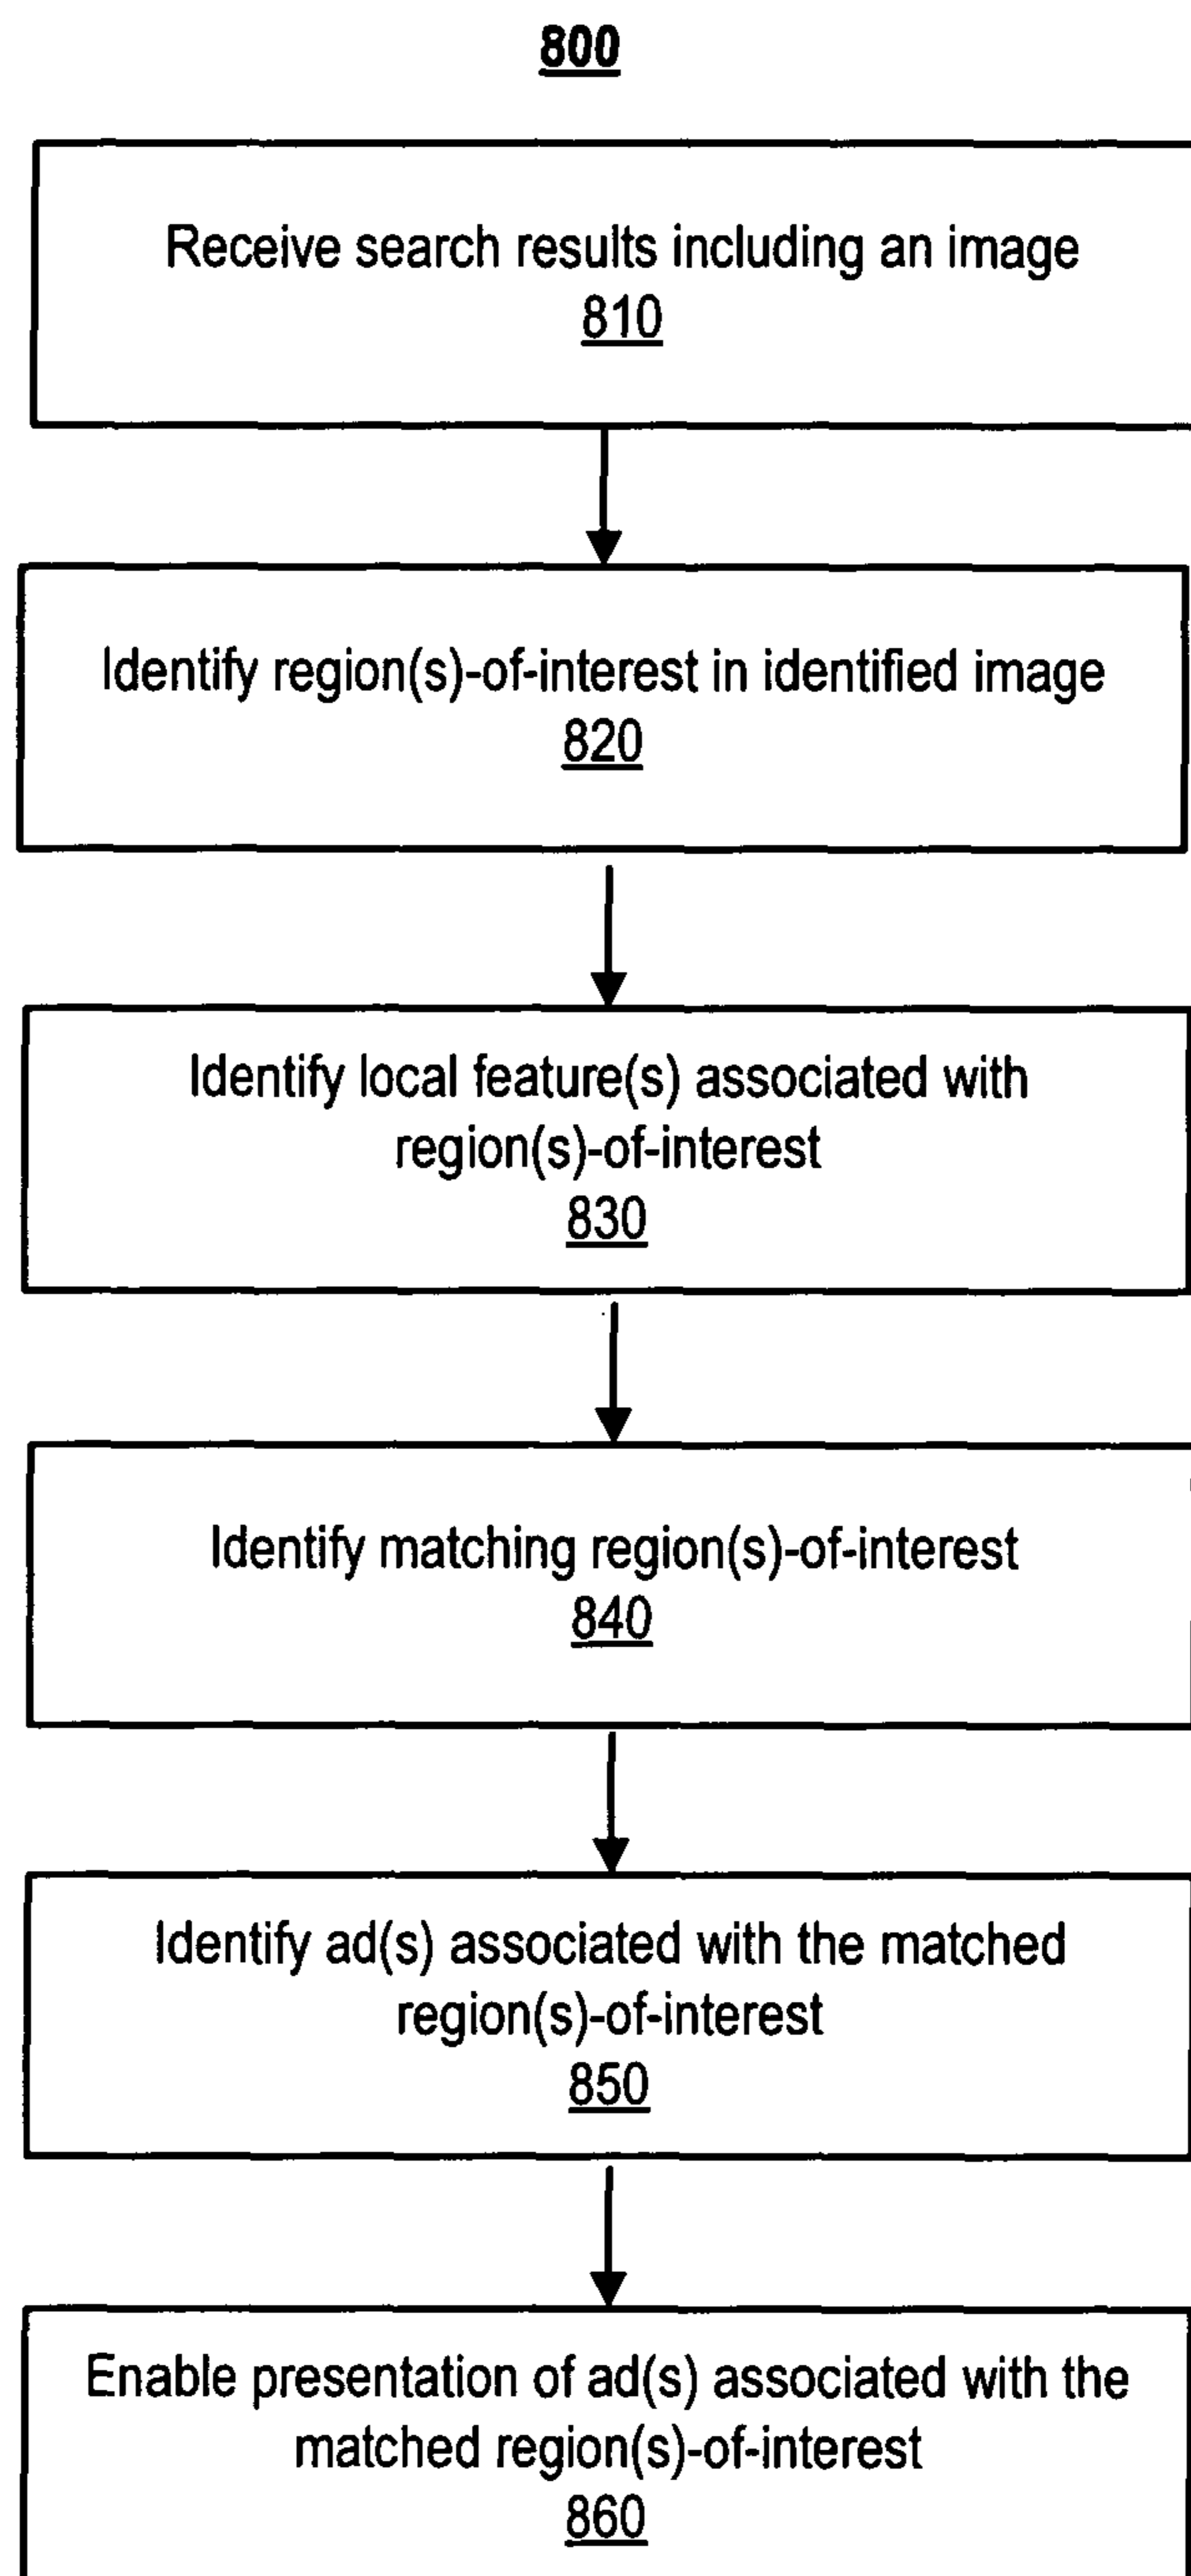 800
Receive search results including an image
810
Identify region(s)-of-interest in identified image
820
Identify local feature(s) associated with
region(s)-of-interest
830
Identify matching region(s)-of-interest
840
Identify ad(s) associated with the matched
region(s)-of-interest
850
Enable presentation of ad(s) associated with the
matched region(s)-of-interest
860